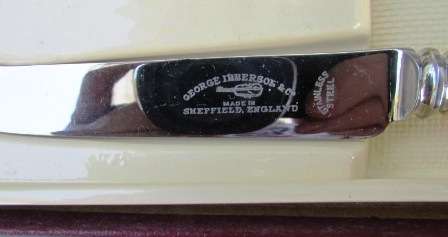 GEORGE IBBERSON & Co
MADE IN
SHEFFIELD, ENGLAND
STAINLESS
STEEL